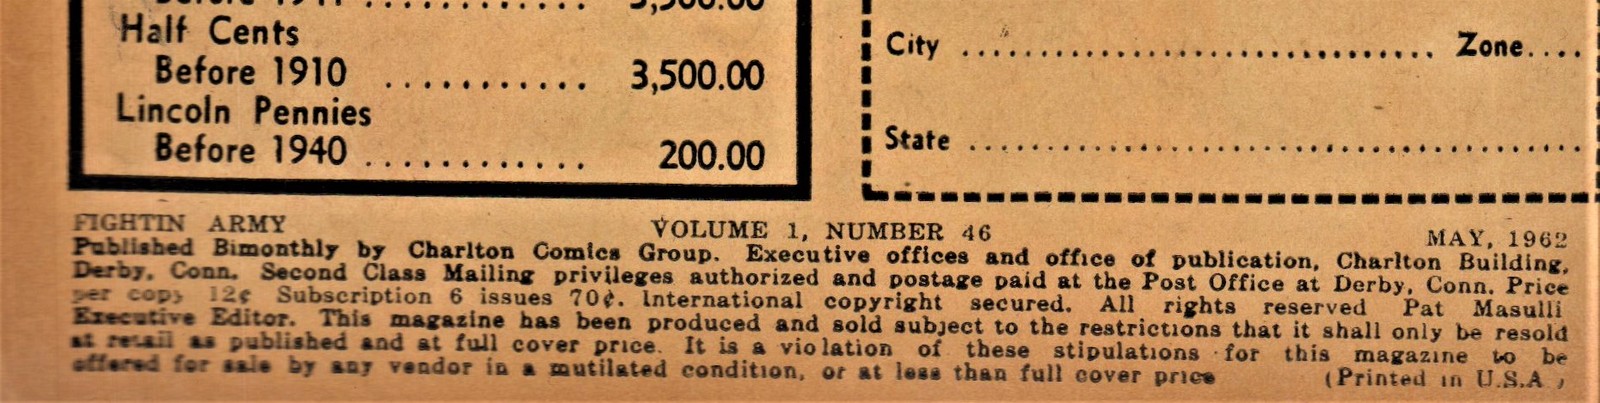 Half Cents
Before 1910 ........... 3,500.00
Lincoln Pennies
Before 1940 ............ 200.00
City .................................. Zone....
State .............................................
FIGHTIN ARMY VOLUME 1, NUMBER 46 MAY, 1962
Published Bimonthly by Charlton Comics Group. Executive offices and office of publication, Charlton Building,
Derby, Conn. Second Class Mailing privileges authorized and postage paid at the Post Office at Derby, Conn. Price
per copy 12¢ Subscription 6 issues 70¢. International copyright secured. All rights reserved Pat Masulli
Executive Editor. This magazine has been produced and sold subject to the restrictions that it shall only be resold
at retail as published and at full cover price. It is a violation of these stipulations for this magazine to be
offered for sale by any vendor in a mutilated condition, or at less than full cover price (Printed in U.S.A.)